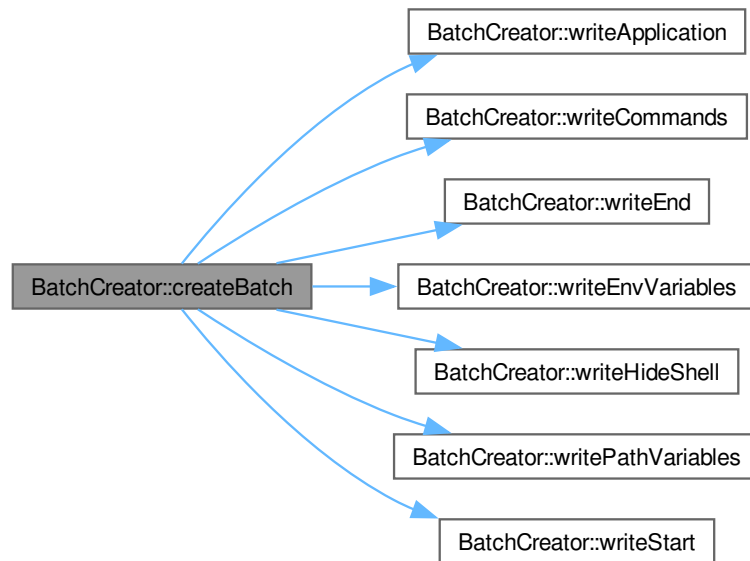 BatchCreator::writeApplication
BatchCreator::writeCommands
BatchCreator::writeEnd
BatchCreator::createBatch
BatchCreator::writeEnvVariables
BatchCreator::writeHideShell
BatchCreator::writePathVariables
BatchCreator::writeStart